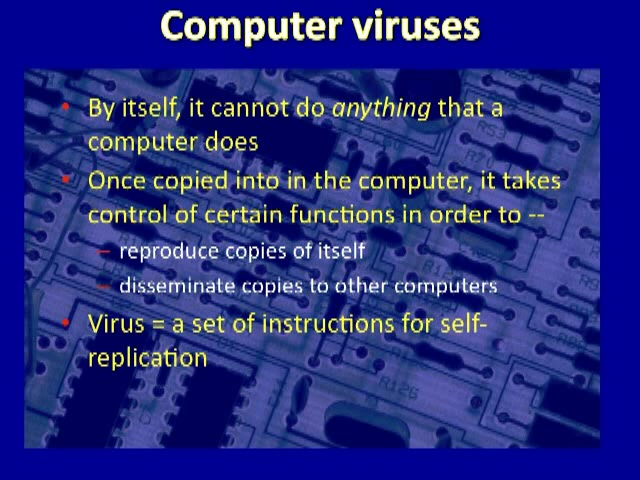 Computer viruses
• By itself, it cannot do anything that a
computer does
• Once copied into in the computer, it takes
control of certain functions in order to --
– reproduce copies of itself
– disseminate copies to other computers
• Virus = a set of instructions for self-
replication
R126